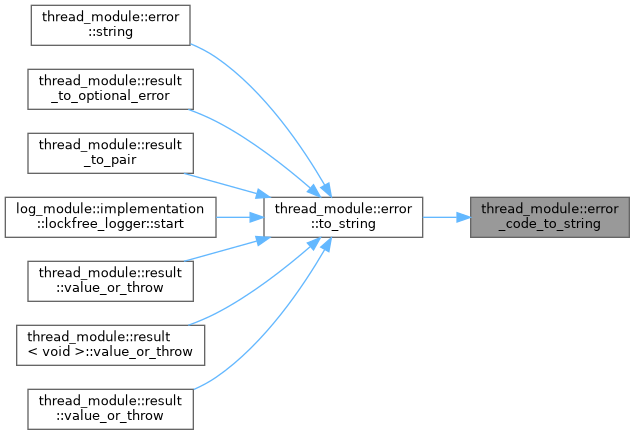 thread_module::error
::string
thread_module::result
_to_optional_error
thread_module::result
_to_pair
log_module::implementation
::lockfree_logger::start
thread_module::result
::value_or_throw
thread_module::result
< void >::value_or_throw
thread_module::result
::value_or_throw
thread_module::error
::to_string
thread_module::error
_code_to_string